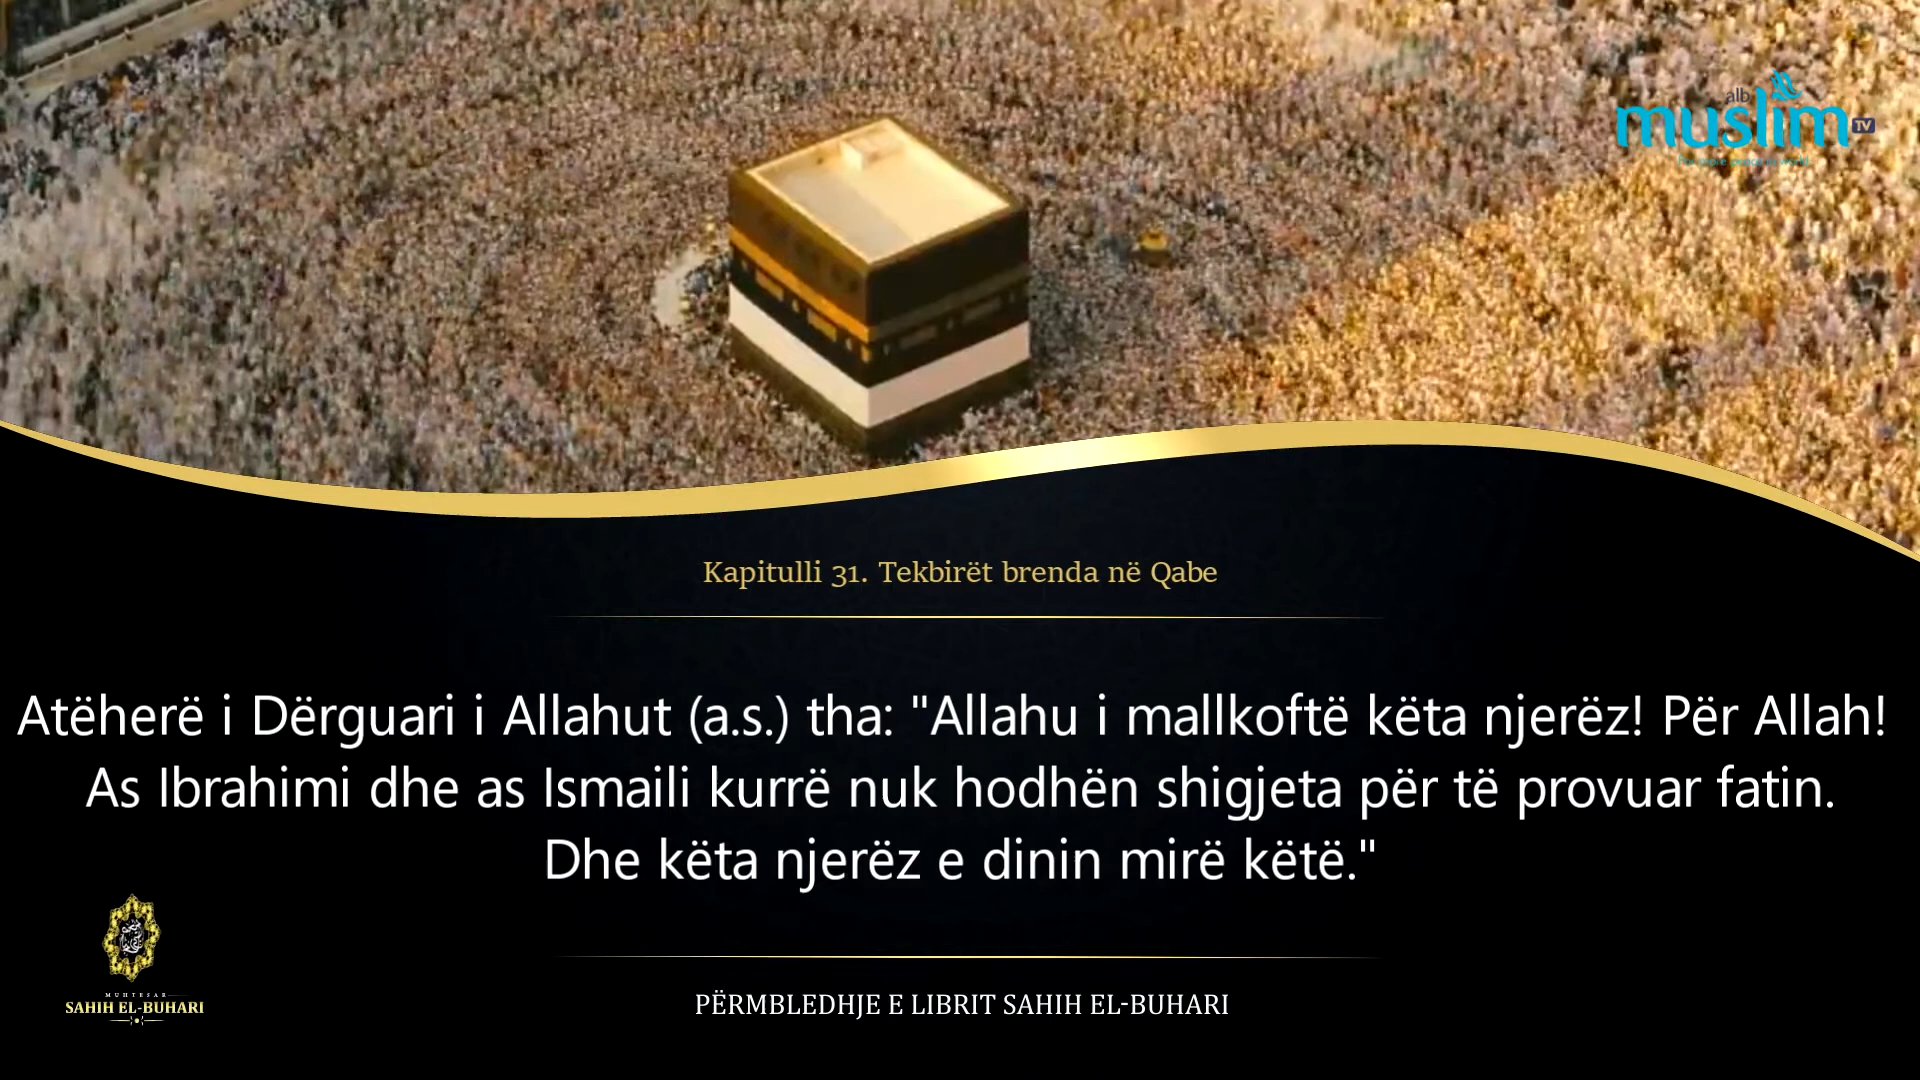 alb
muslim TV
Kapitulli 31. Tekbirët brenda në Qabe
Atëherë i Dërguari i Allahut (a.s.) tha: "Allahu i mallkoftë këta njerëz! Për Allah!
As Ibrahimi dhe as Ismaili kurrë nuk hodhën shigjeta për të provuar fatin.
Dhe këta njerëz e dinin mirë këtë."
MUHTESAR
SAHIH EL-BUHARI
PËRMBLEDHJE E LIBRIT SAHIH EL-BUHARI